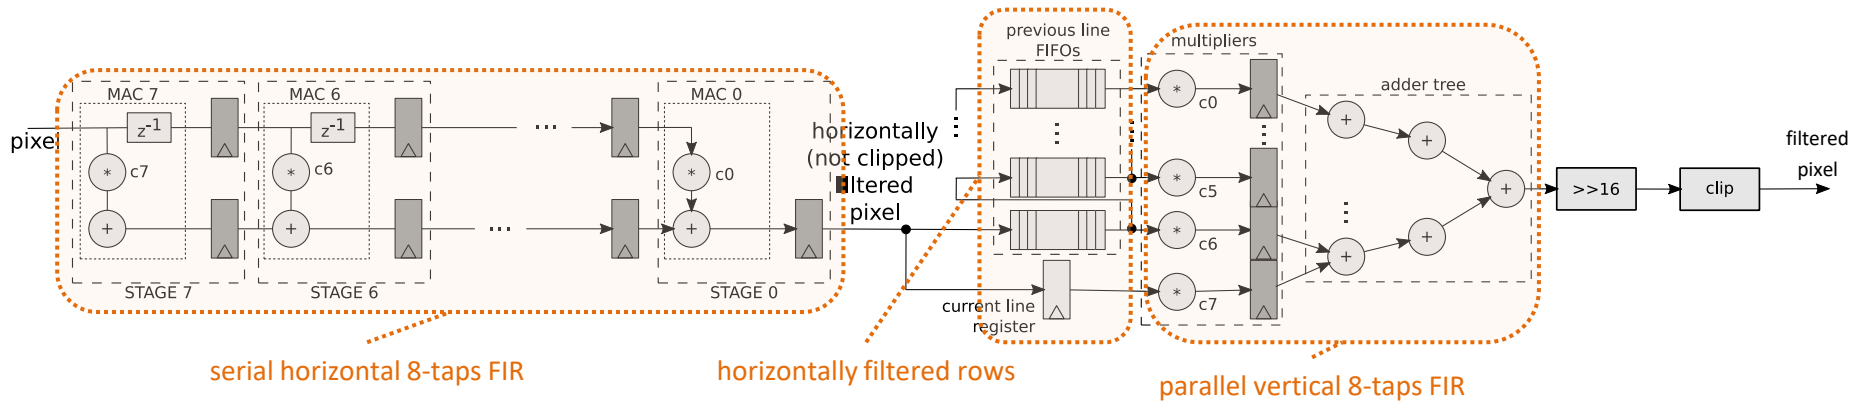 pixel
MAC 7
z-1
*
c7
+
STAGE 7
MAC 6
z-1
*
c6
+
STAGE 6
...
...
MAC 0
*
c0
+
STAGE 0
horizontally
(not clipped)
pixel
previous line
FIFOs
current line
register
multipliers
*
c0
*
c5
*
c6
*
c7
adder tree
+
+
+
+
+
>>16
clip
filtered
pixel
serial horizontal 8-taps FIR
horizontally filtered rows
parallel vertical 8-taps FIR